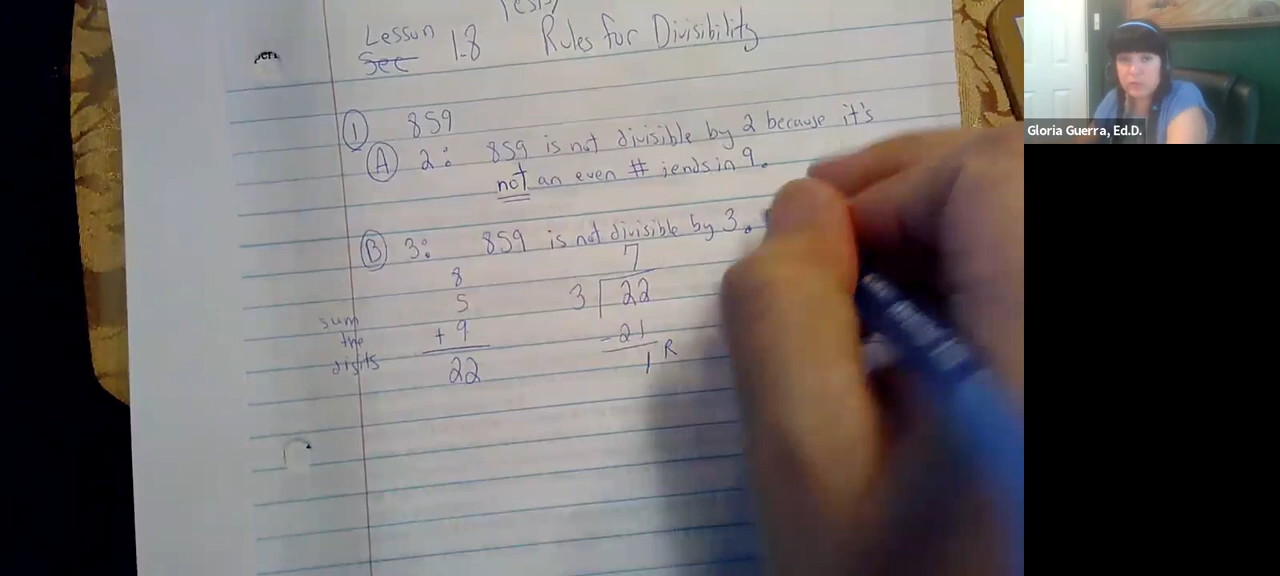 Tests
Lesson
See 1.8 Rules for Divisibility
1 859
A 2: 859 is not divisible by 2 because it's
not an even # ; ends in 9.
B 3: 859 is not divisible by 3.
8
5
+ 9
22
sum
the
digits
7
3 22
- 21
1 R
Gloria Guerra, Ed.D.